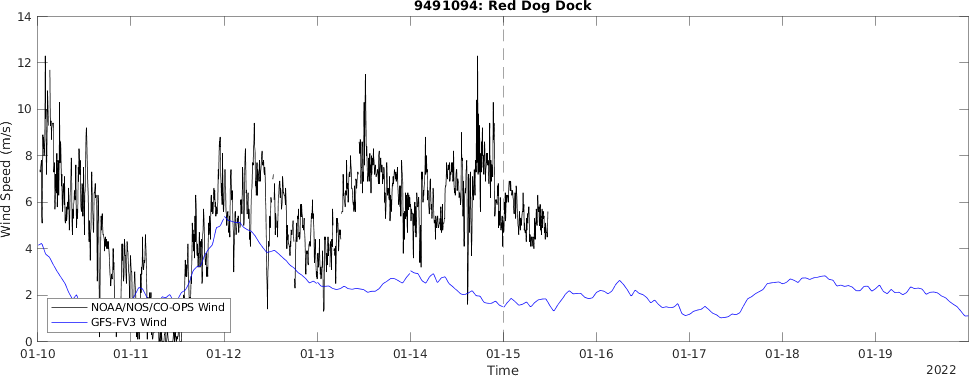 9491094: Red Dog Dock
Wind Speed (m/s)
14
12
10
8
6
4
2
0
NOAA/NOS/CO-OPS Wind
GFS-FV3 Wind
01-10 01-11 01-12 01-13 01-14 01-15 01-16 01-17 01-18 01-19
Time
2022